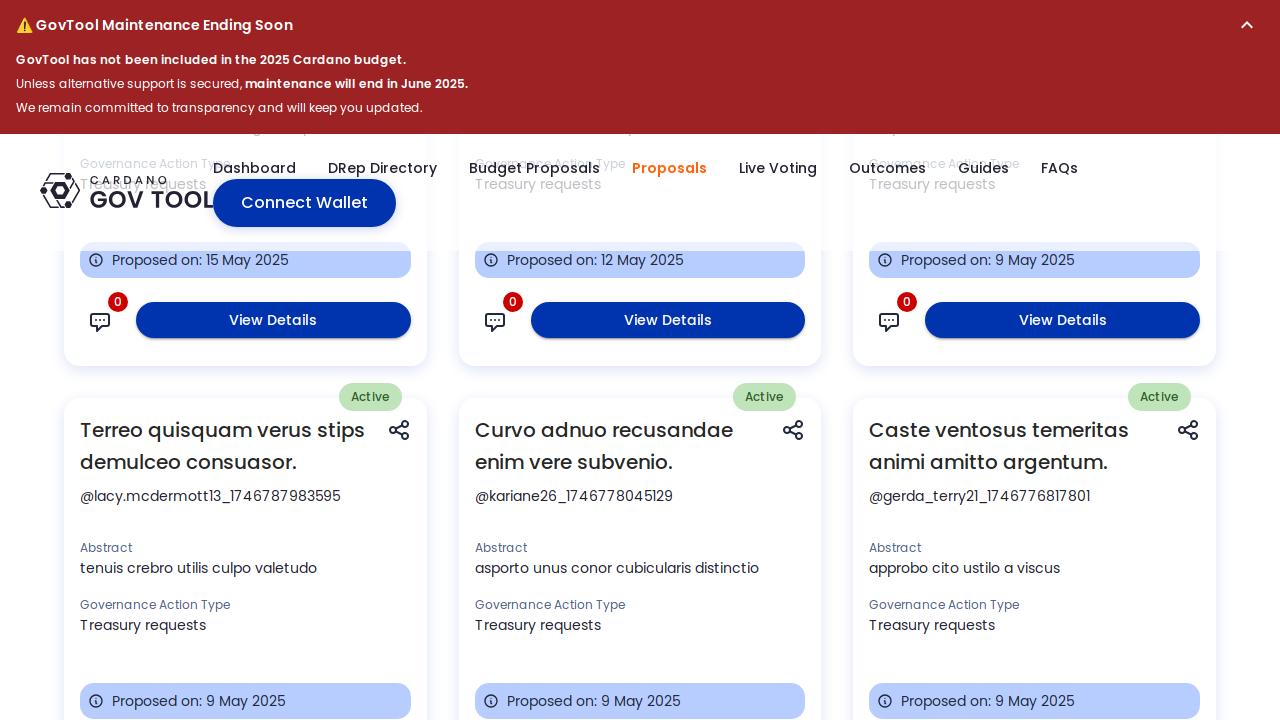 ⚠️ GovTool Maintenance Ending Soon
GovTool has not been included in the 2025 Cardano budget.
Unless alternative support is secured, maintenance will end in June 2025.
We remain committed to transparency and will keep you updated.
CARDANO
GOV TOOL
Dashboard
DRep Directory
Budget Proposals
Proposals
Live Voting
Outcomes
Guides
FAQs
Connect Wallet
Governance Action Type
Treasury requests
Proposed on: 15 May 2025
0
View Details
Governance Action Type
Treasury requests
Proposed on: 12 May 2025
0
View Details
Governance Action Type
Treasury requests
Proposed on: 9 May 2025
0
View Details
Active
Terreo quisquam verus stips
demulceo consuasor.
@lacy.mcdermott13_1746787983595
Abstract
tenuis crebro utilis culpo valetudo
Governance Action Type
Treasury requests
Proposed on: 9 May 2025
Active
Curvo adnuo recusandae
enim vere subvenio.
@kariane26_1746778045129
Abstract
asporto unus conor cubicularis distinctio
Governance Action Type
Treasury requests
Proposed on: 9 May 2025
Active
Caste ventosus temeritas
animi amitto argentum.
@gerda_terry21_1746776817801
Abstract
approbo cito ustilo a viscus
Governance Action Type
Treasury requests
Proposed on: 9 May 2025